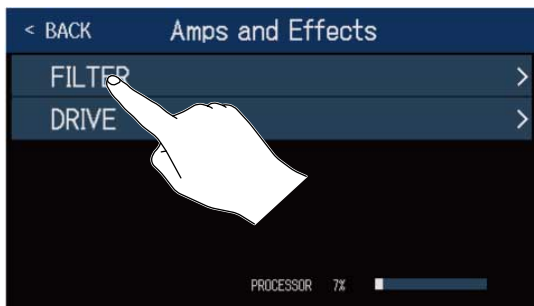 < BACK Amps and Effects
FILTER >
DRIVE >
PROCESSOR 7%